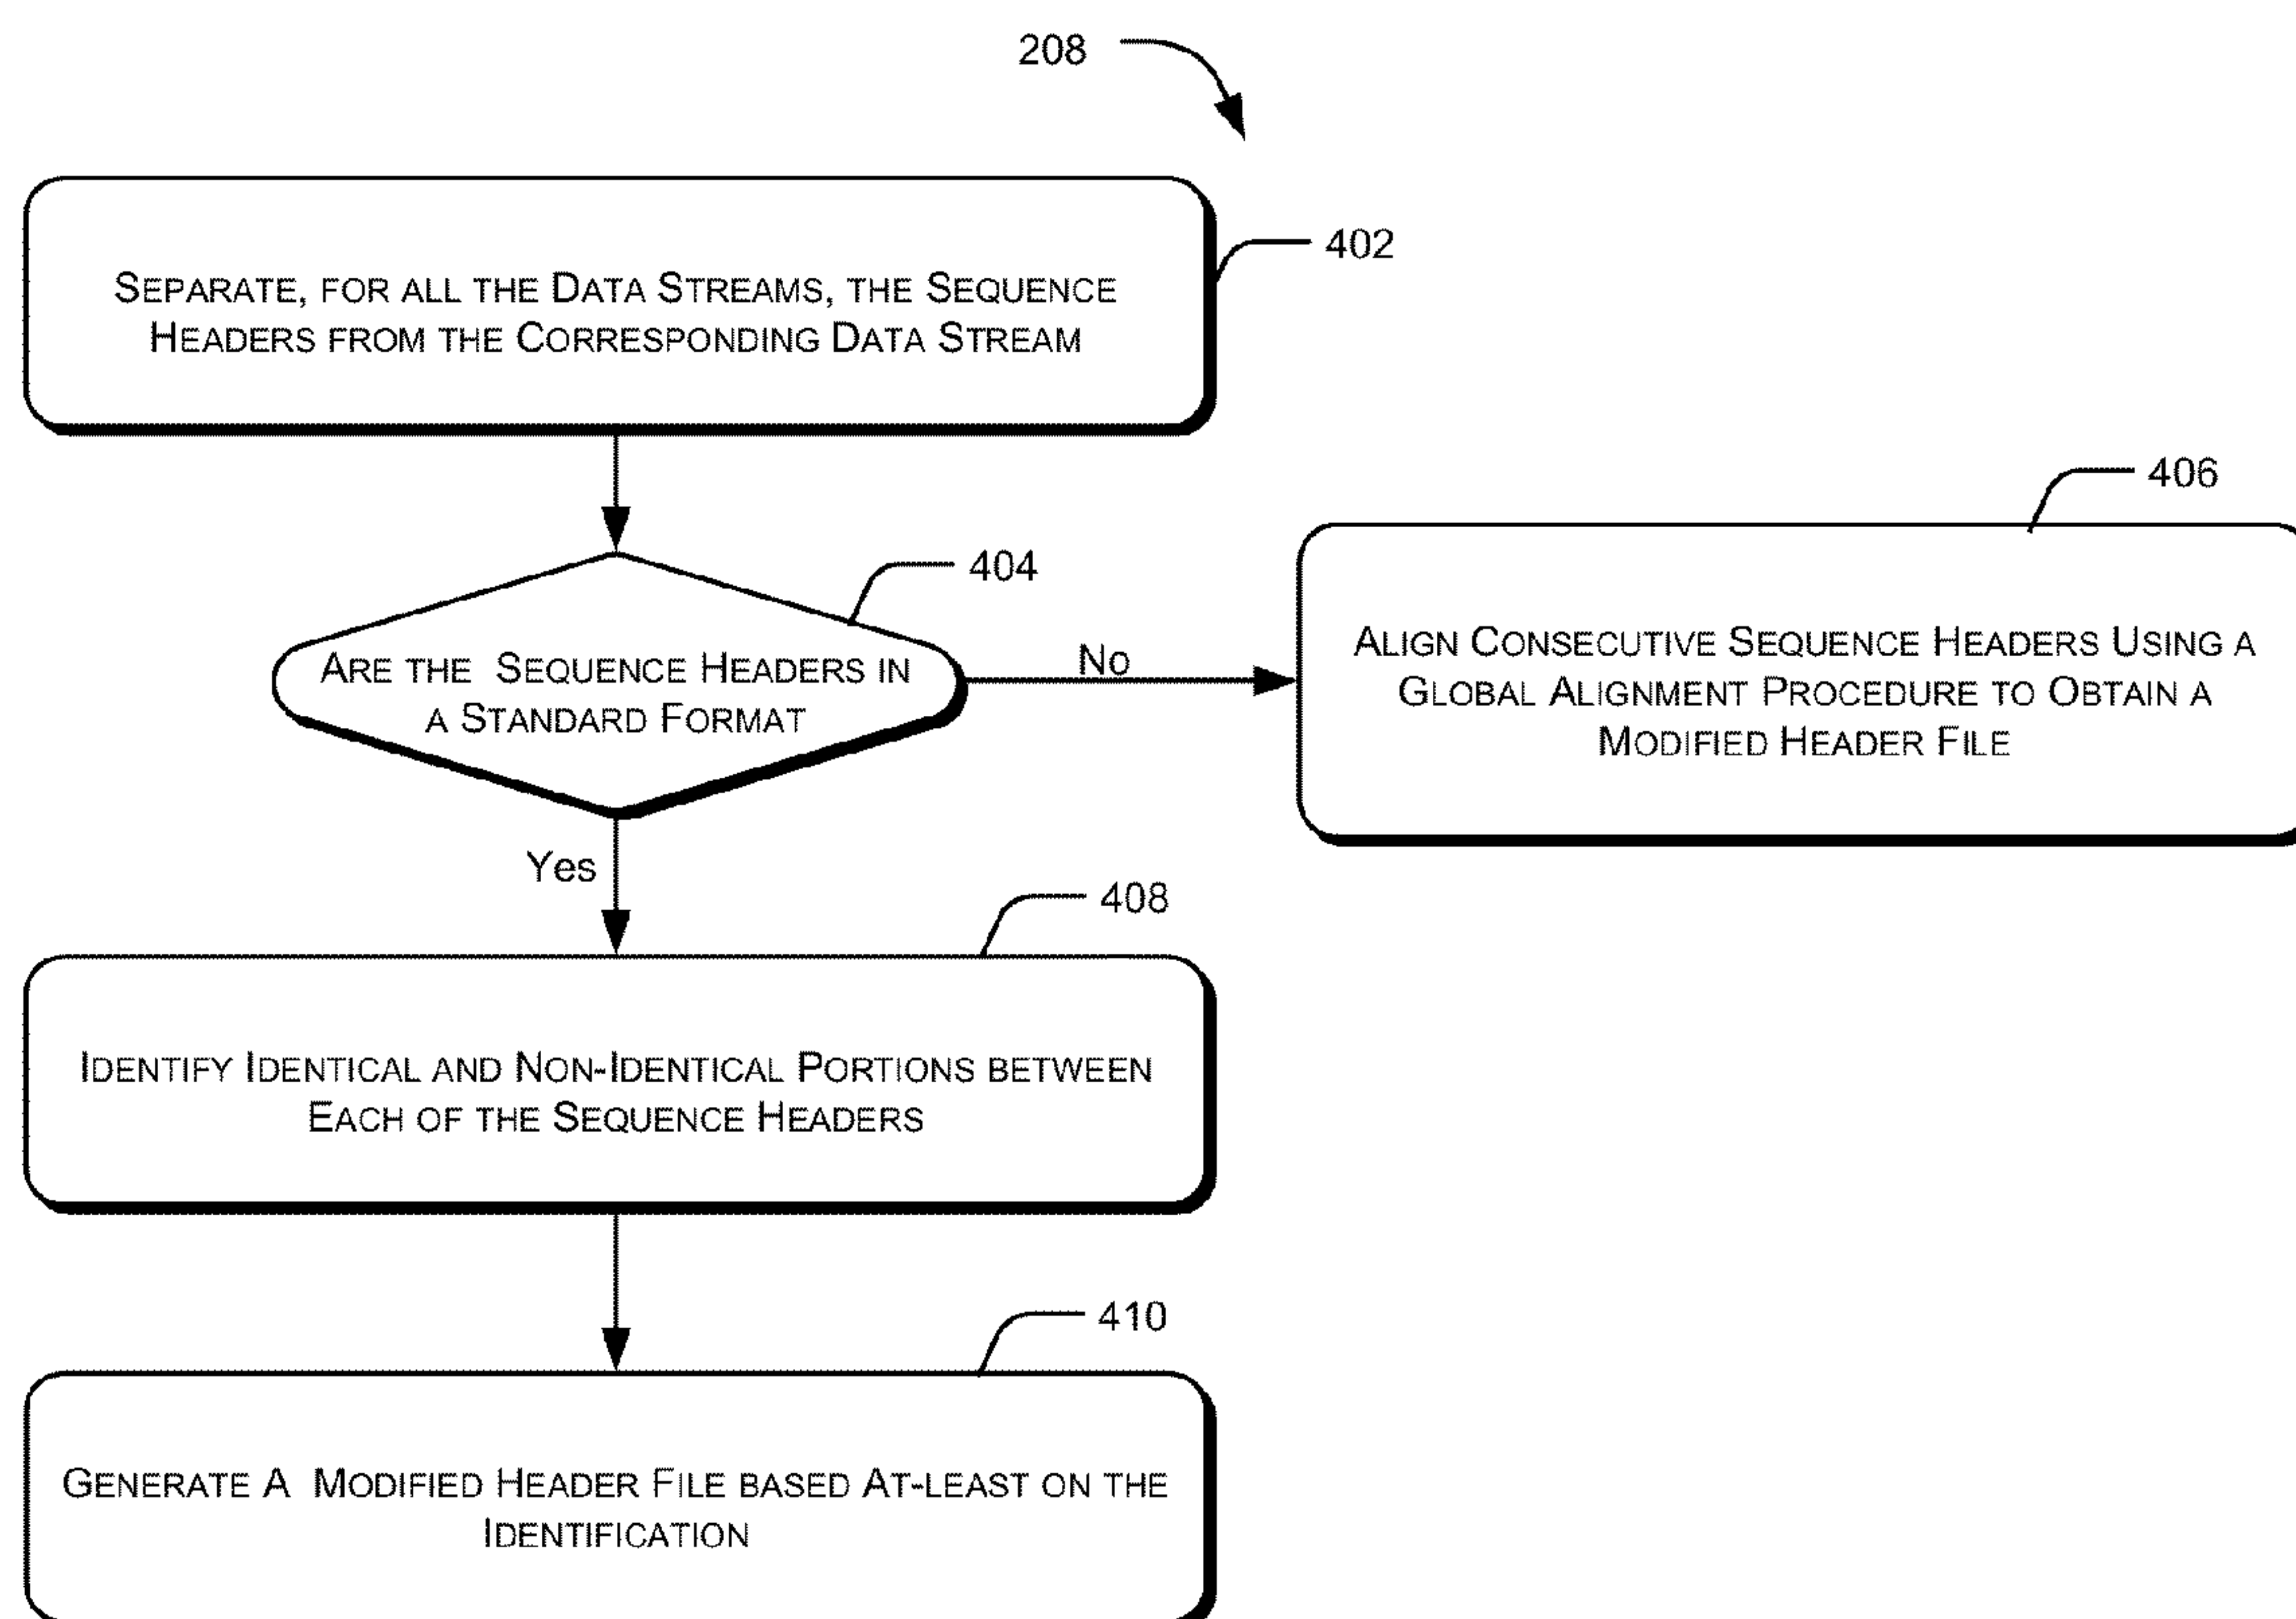 208
SEPARATE, FOR ALL THE DATA STREAMS, THE SEQUENCE
HEADERS FROM THE CORRESPONDING DATA STREAM
402
404
ARE THE SEQUENCE HEADERS IN
A STANDARD FORMAT
No
406
ALIGN CONSECUTIVE SEQUENCE HEADERS USING A
GLOBAL ALIGNMENT PROCEDURE TO OBTAIN A
MODIFIED HEADER FILE
Yes
408
IDENTIFY IDENTICAL AND NON-IDENTICAL PORTIONS BETWEEN
EACH OF THE SEQUENCE HEADERS
410
GENERATE A MODIFIED HEADER FILE BASED AT-LEAST ON THE
IDENTIFICATION